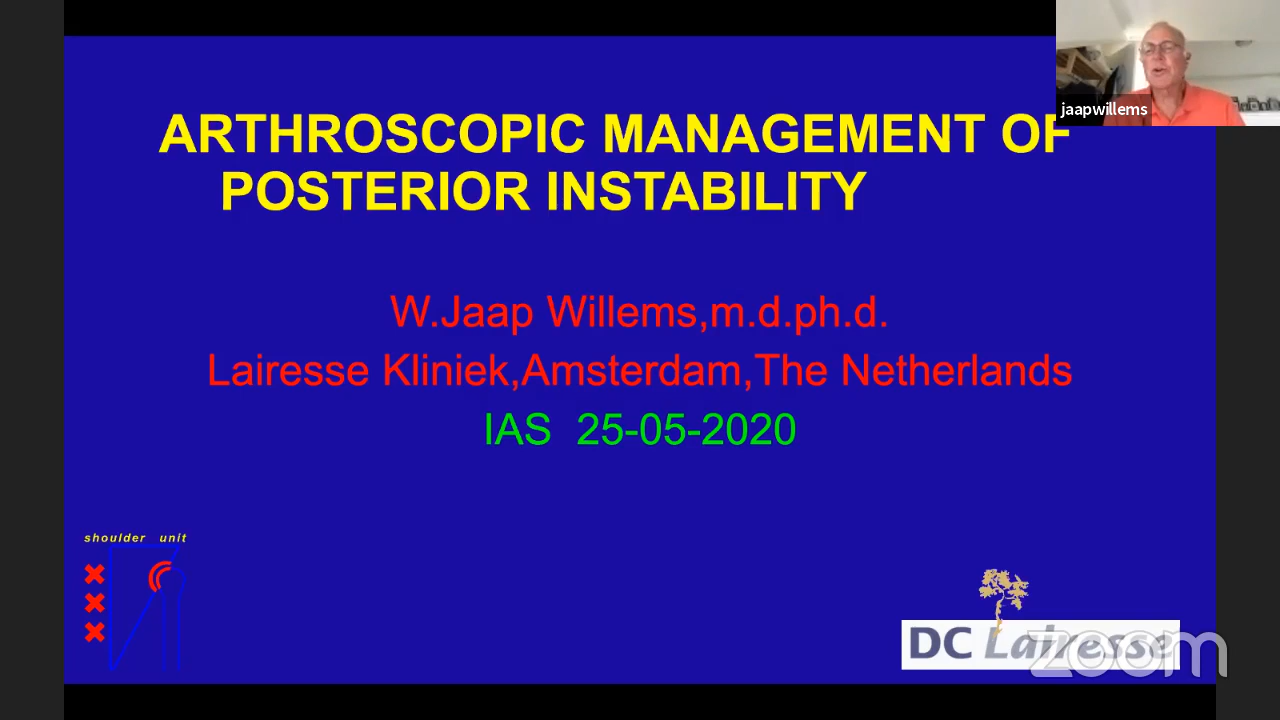 jaapwillems
ARTHROSCOPIC MANAGEMENT OF
POSTERIOR INSTABILITY
W.Jaap Willems,m.d.ph.d.
Lairesse Kliniek,Amsterdam,The Netherlands
IAS 25-05-2020
shoulder unit
DC Lairesse
zoom